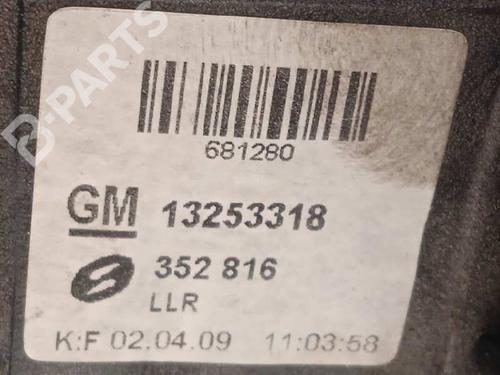 B-PARTS
681280
GM 13253318
352 816
LLR
K:F 02.04.09 11:03:58